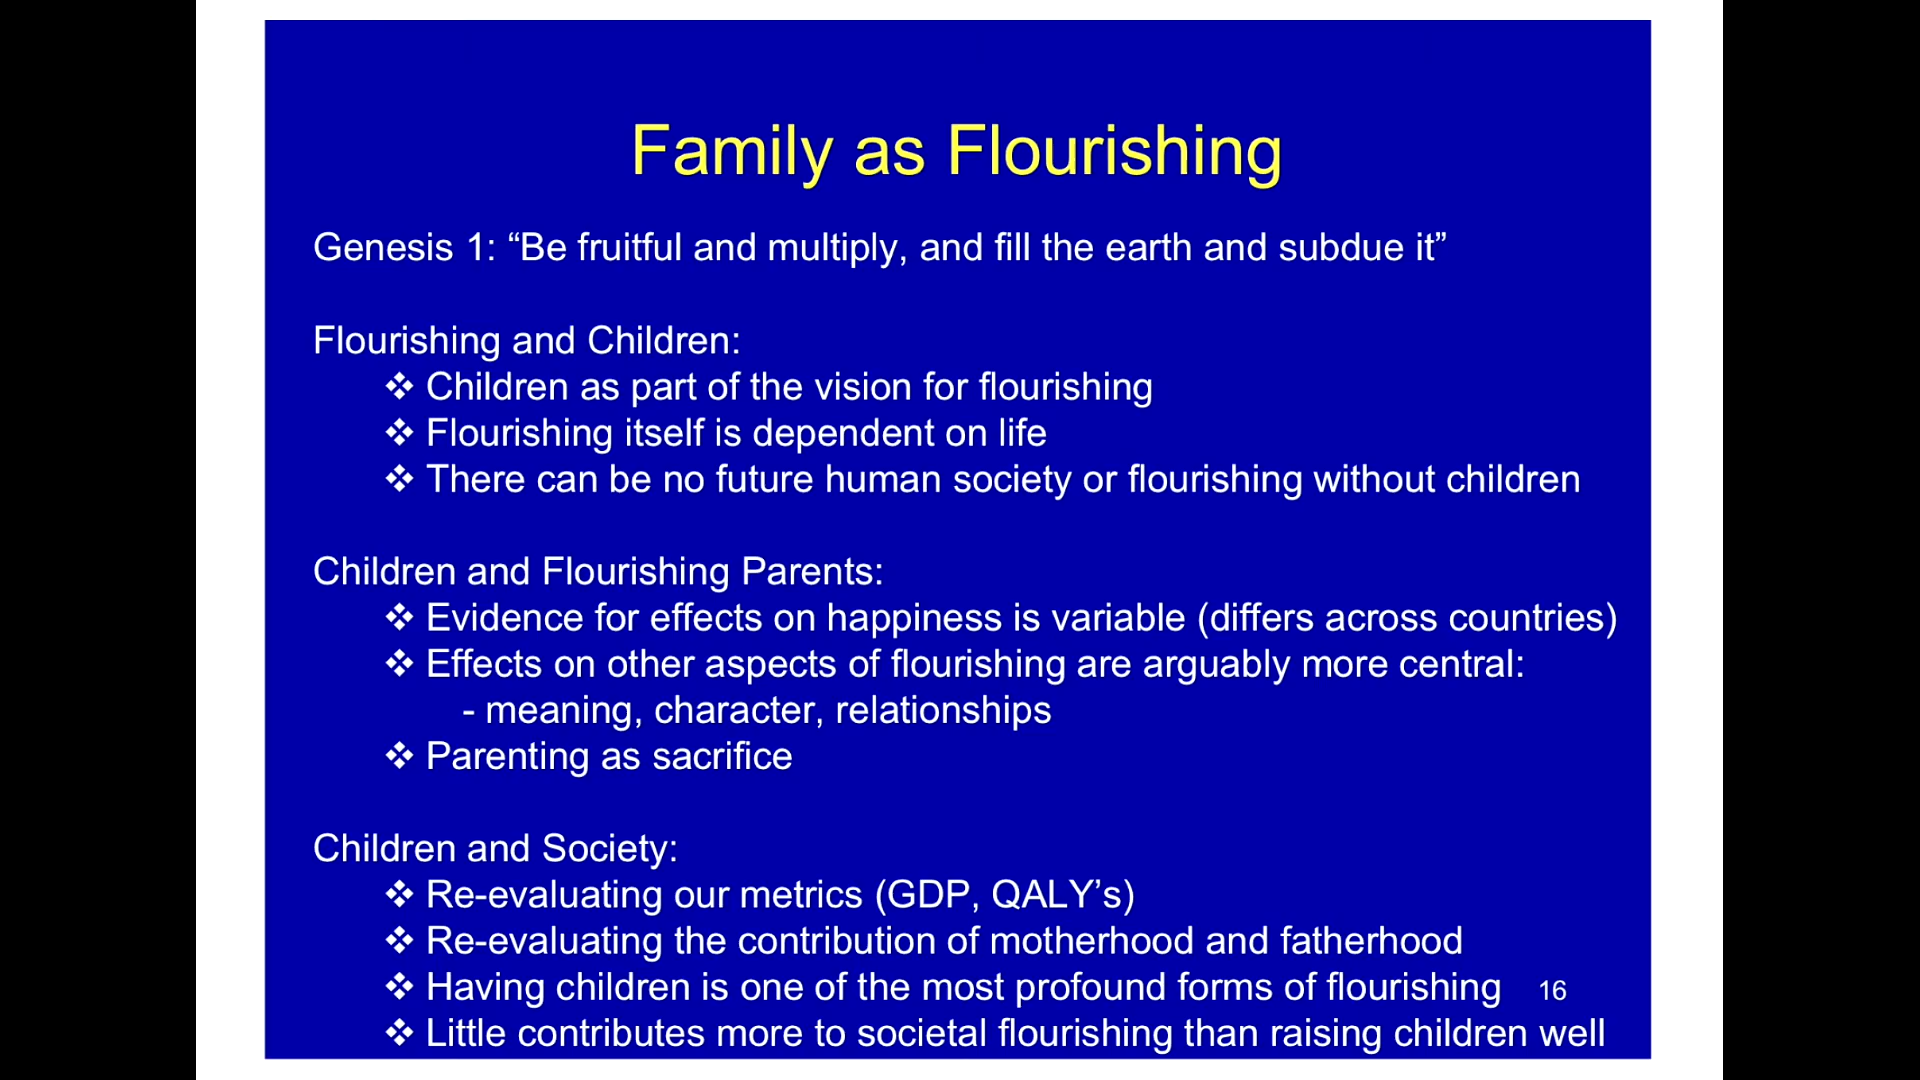 Family as Flourishing
Genesis 1: “Be fruitful and multiply, and fill the earth and subdue it”
Flourishing and Children:
❖ Children as part of the vision for flourishing
❖ Flourishing itself is dependent on life
❖ There can be no future human society or flourishing without children
Children and Flourishing Parents:
❖ Evidence for effects on happiness is variable (differs across countries)
❖ Effects on other aspects of flourishing are arguably more central:
- meaning, character, relationships
❖ Parenting as sacrifice
Children and Society:
❖ Re-evaluating our metrics (GDP, QALY’s)
❖ Re-evaluating the contribution of motherhood and fatherhood
❖ Having children is one of the most profound forms of flourishing 16
❖ Little contributes more to societal flourishing than raising children well